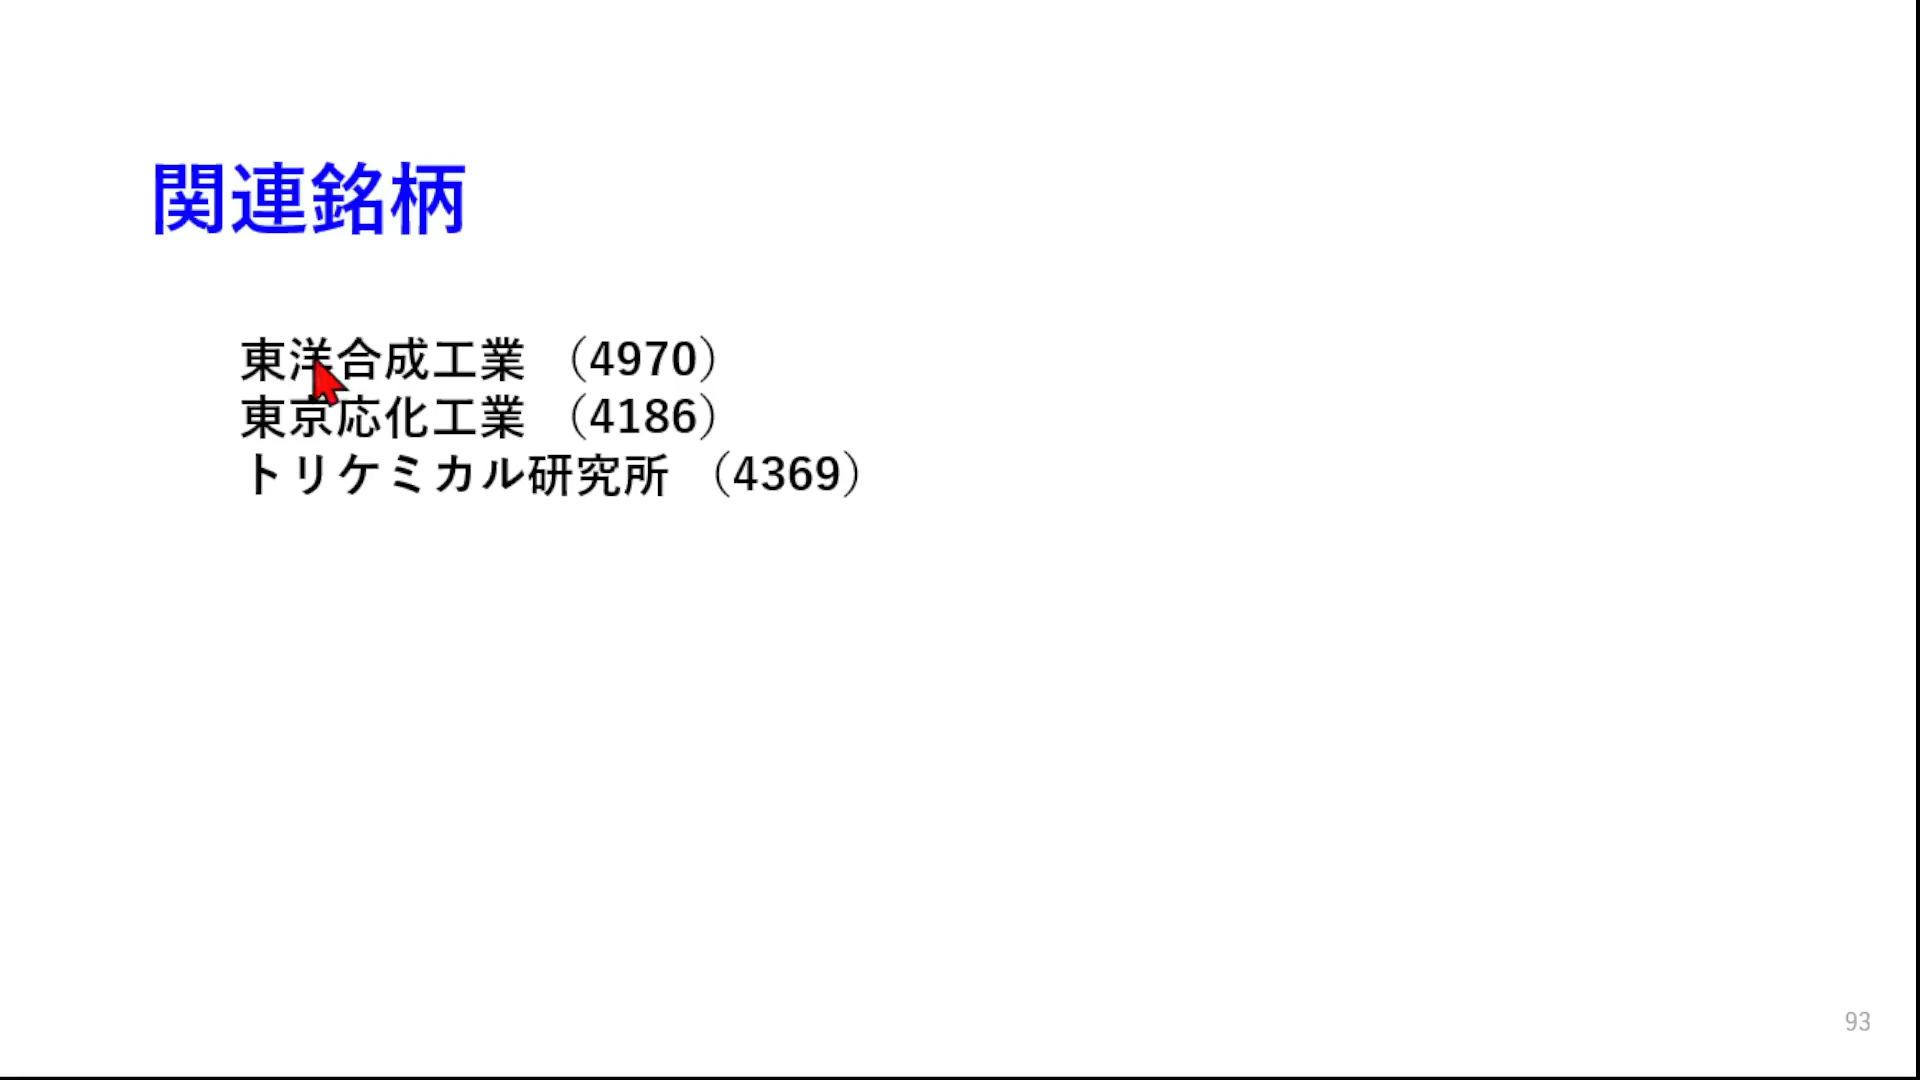 関連銘柄
東洋合成工業 （4970）
東京応化工業 （4186）
トリケミカル研究所 （4369）
93